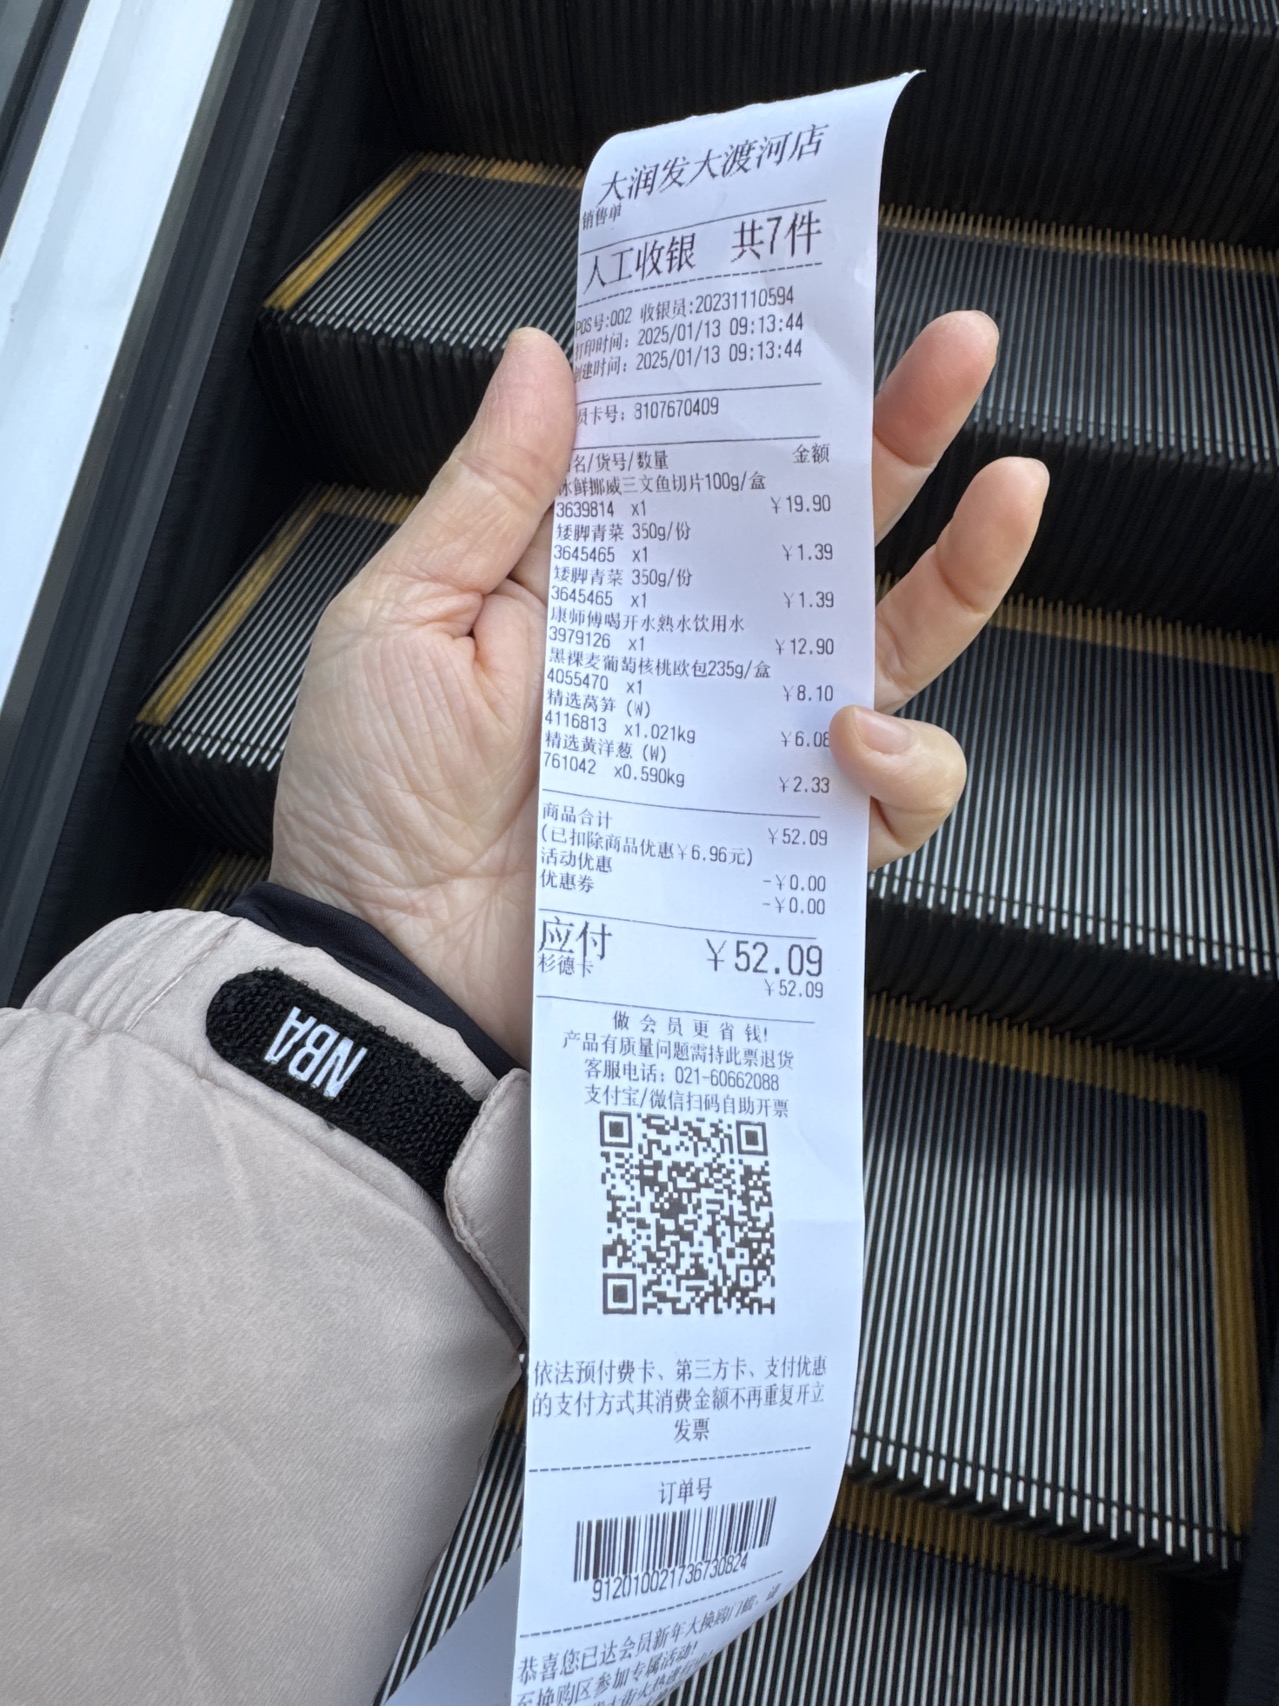 大润发大渡河店
销售单
人工收银 共7件
POS号:002 收银员:20231110594
打印时间: 2025/01/13 09:13:44
创建时间: 2025/01/13 09:13:44
员卡号: 3107670409
名/货号/数量 金额
冰鲜挪威三文鱼切片100g/盒
3639814 x1 ￥19.90
矮脚青菜 350g/份
3645465 x1 ￥1.39
矮脚青菜 350g/份
3645465 x1 ￥1.39
康师傅喝开水熟水饮用水
3979126 x1 ￥12.90
黑裸麦葡萄核桃欧包235g/盒
4055470 x1 ￥8.10
精选莴笋 (W)
4116813 x1.021kg ￥6.08
精选黄洋葱 (W)
761042 x0.590kg ￥2.33
商品合计 ￥52.09
(已扣除商品优惠￥6.96元)
活动优惠 -￥0.00
优惠券 -￥0.00
应付 ￥52.09
杉德卡 ￥52.09
做会员更省钱!
产品有质量问题需持此票退货
客服电话: 021-60662088
支付宝/微信扫码自助开票
依法预付费卡、第三方卡、支付优惠
的支付方式其消费金额不再重复开立
发票
订单号
912010021736730824
恭喜您已达会员新年大换购门槛, 请
至换购区参加专属活动!
NBA